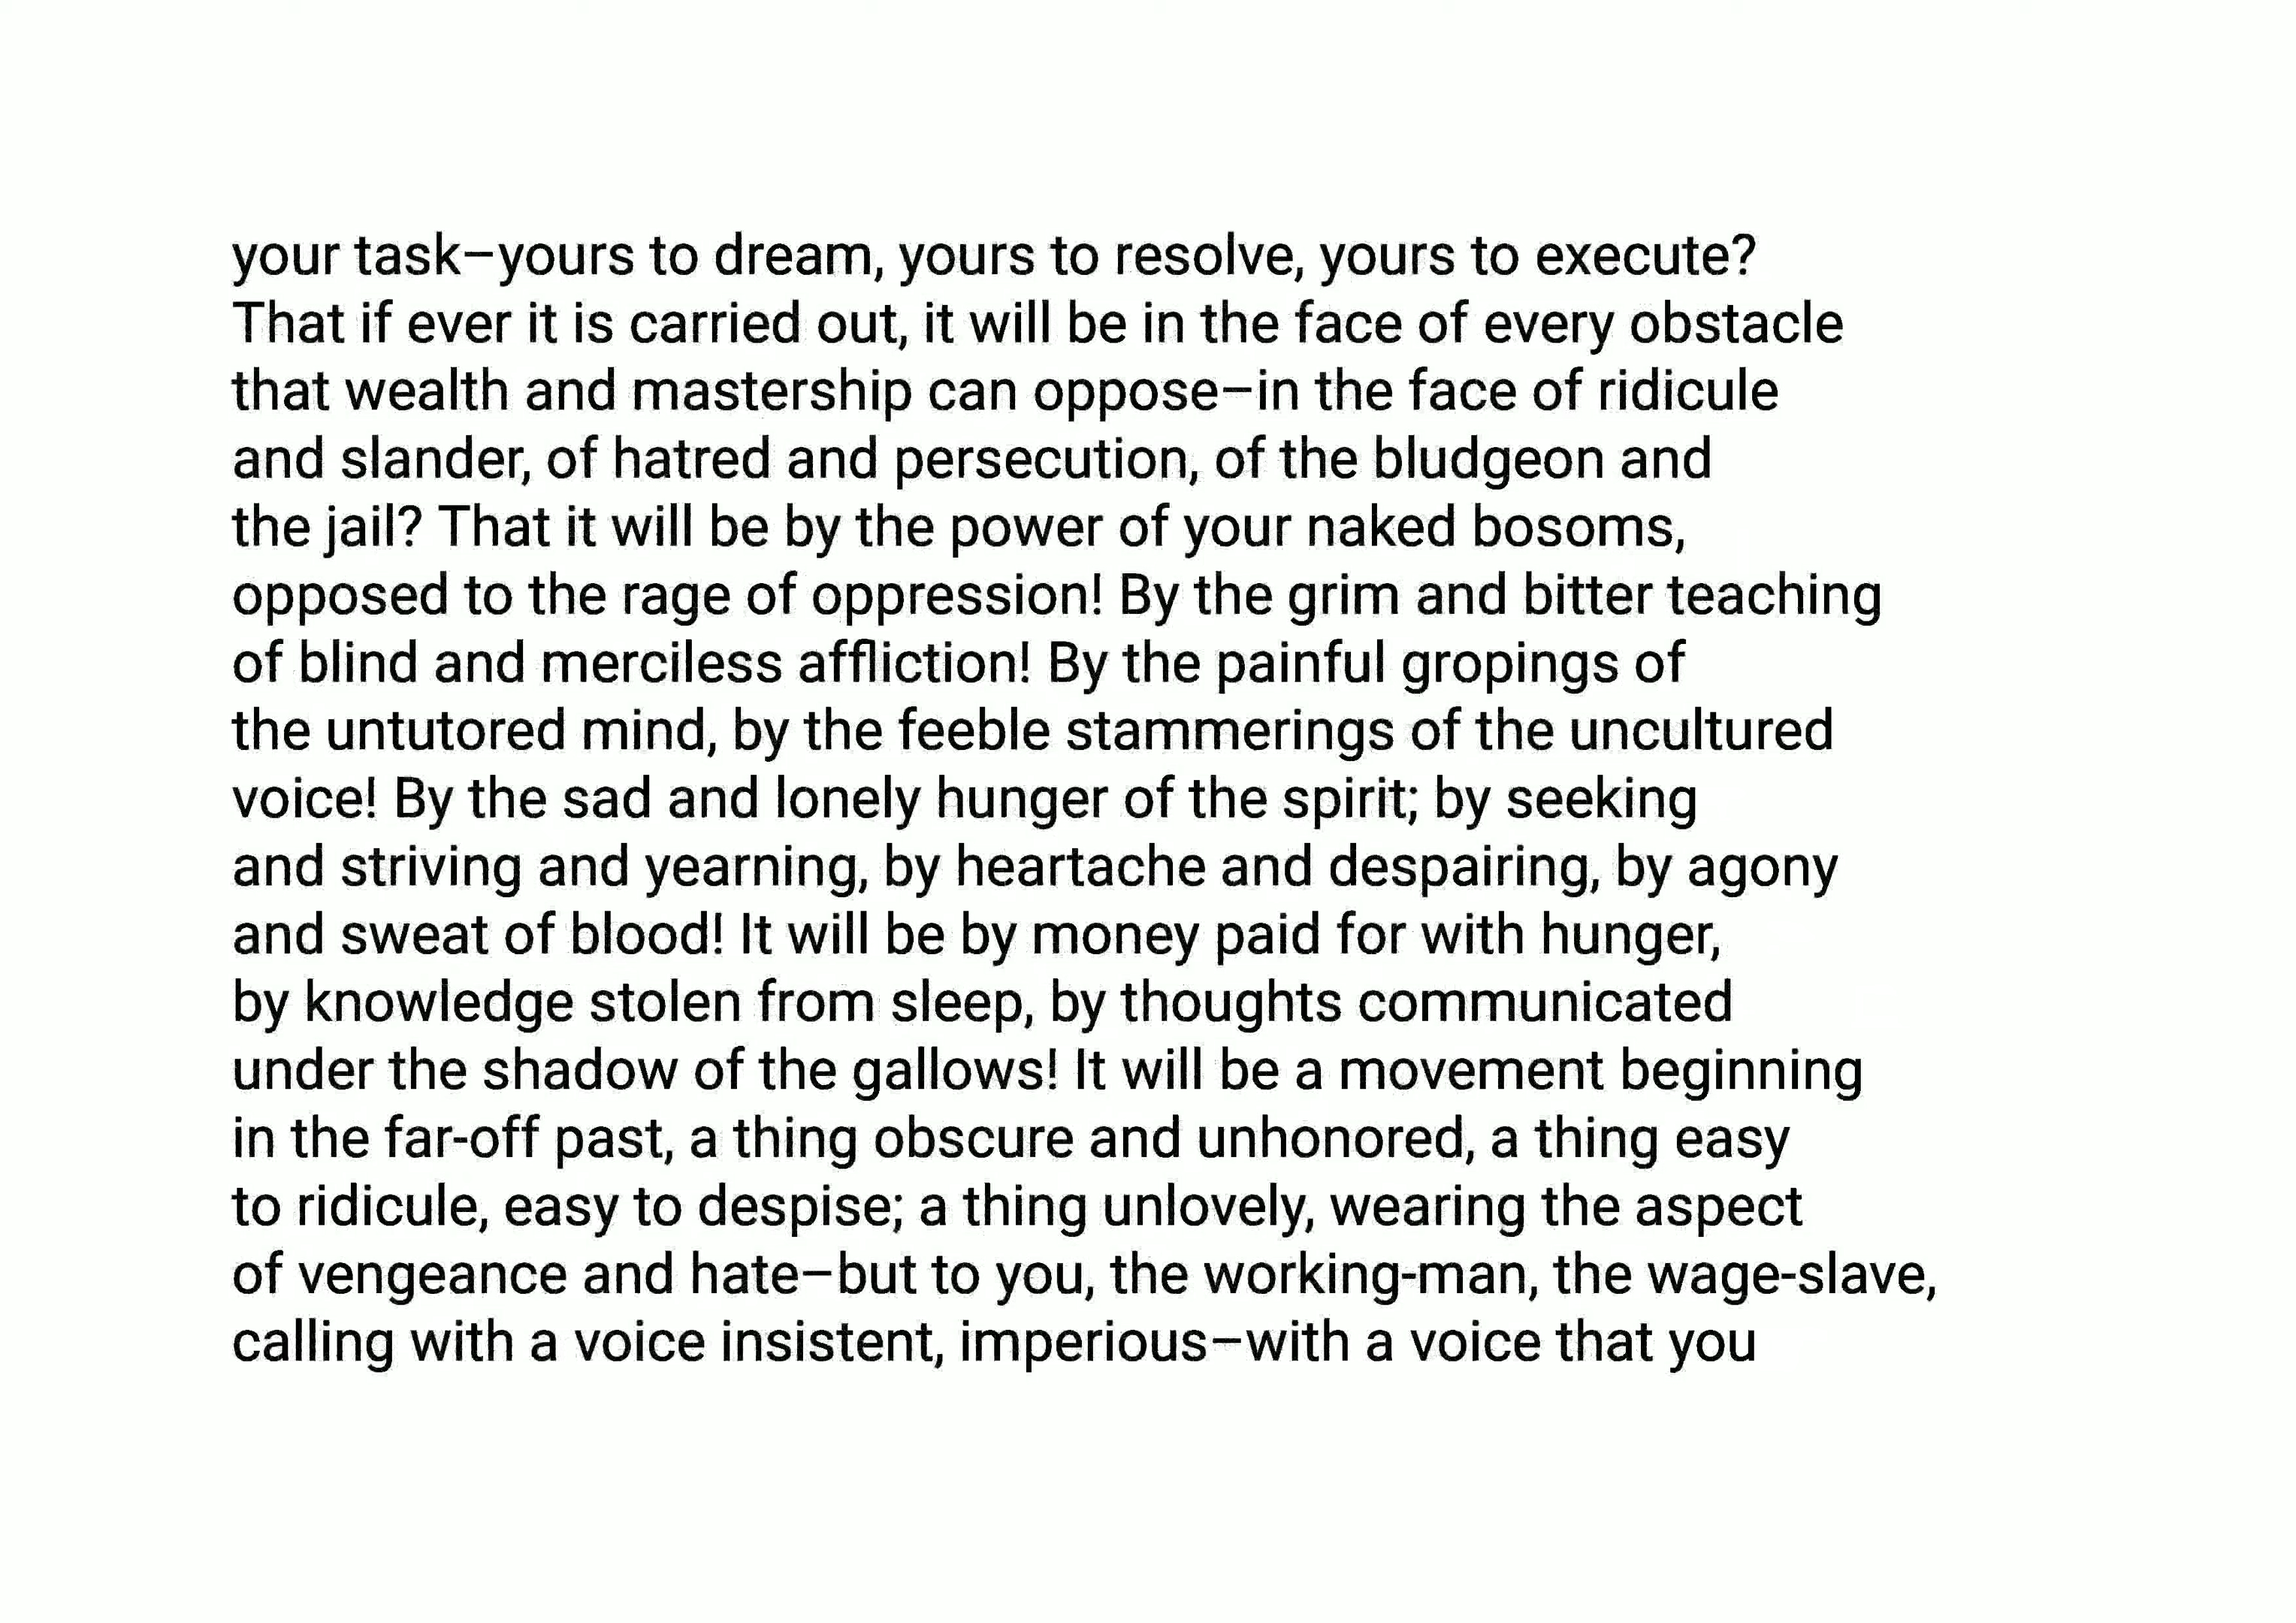 your task–yours to dream, yours to resolve, yours to execute?
That if ever it is carried out, it will be in the face of every obstacle
that wealth and mastership can oppose–in the face of ridicule
and slander, of hatred and persecution, of the bludgeon and
the jail? That it will be by the power of your naked bosoms,
opposed to the rage of oppression! By the grim and bitter teaching
of blind and merciless affliction! By the painful gropings of
the untutored mind, by the feeble stammerings of the uncultured
voice! By the sad and lonely hunger of the spirit; by seeking
and striving and yearning, by heartache and despairing, by agony
and sweat of blood! It will be by money paid for with hunger,
by knowledge stolen from sleep, by thoughts communicated
under the shadow of the gallows! It will be a movement beginning
in the far-off past, a thing obscure and unhonored, a thing easy
to ridicule, easy to despise; a thing unlovely, wearing the aspect
of vengeance and hate–but to you, the working-man, the wage-slave,
calling with a voice insistent, imperious–with a voice that you